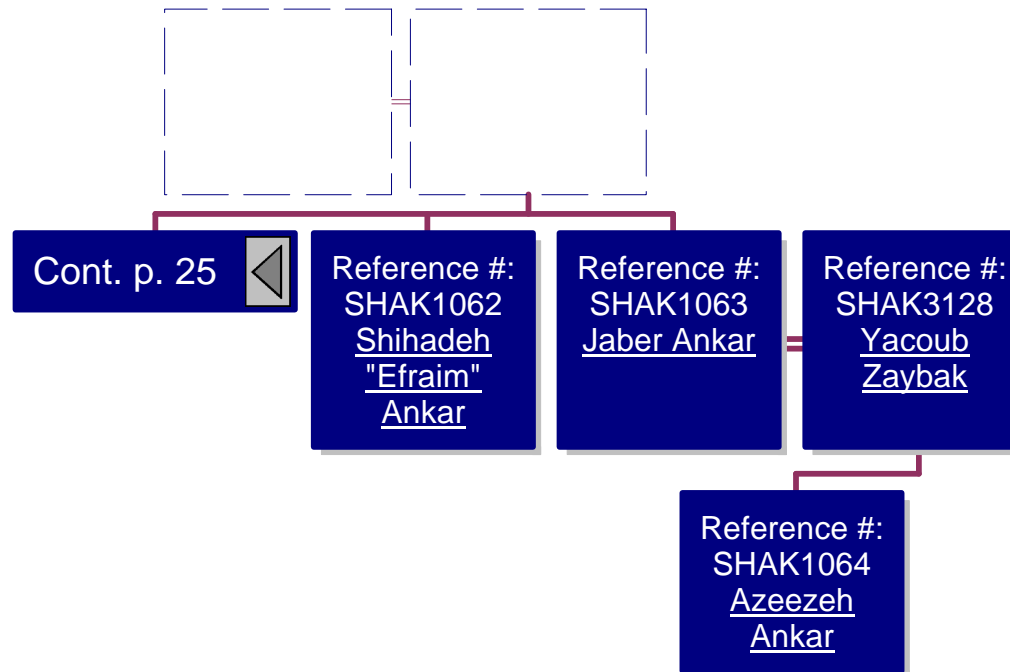 Cont. p. 25
Reference #:
SHAK1062
Shihadeh
"Efraim"
Ankar
Reference #:
SHAK1063
Jaber Ankar
Reference #:
SHAK3128
Yacoub
Zaybak
Reference #:
SHAK1064
Azeezeh
Ankar